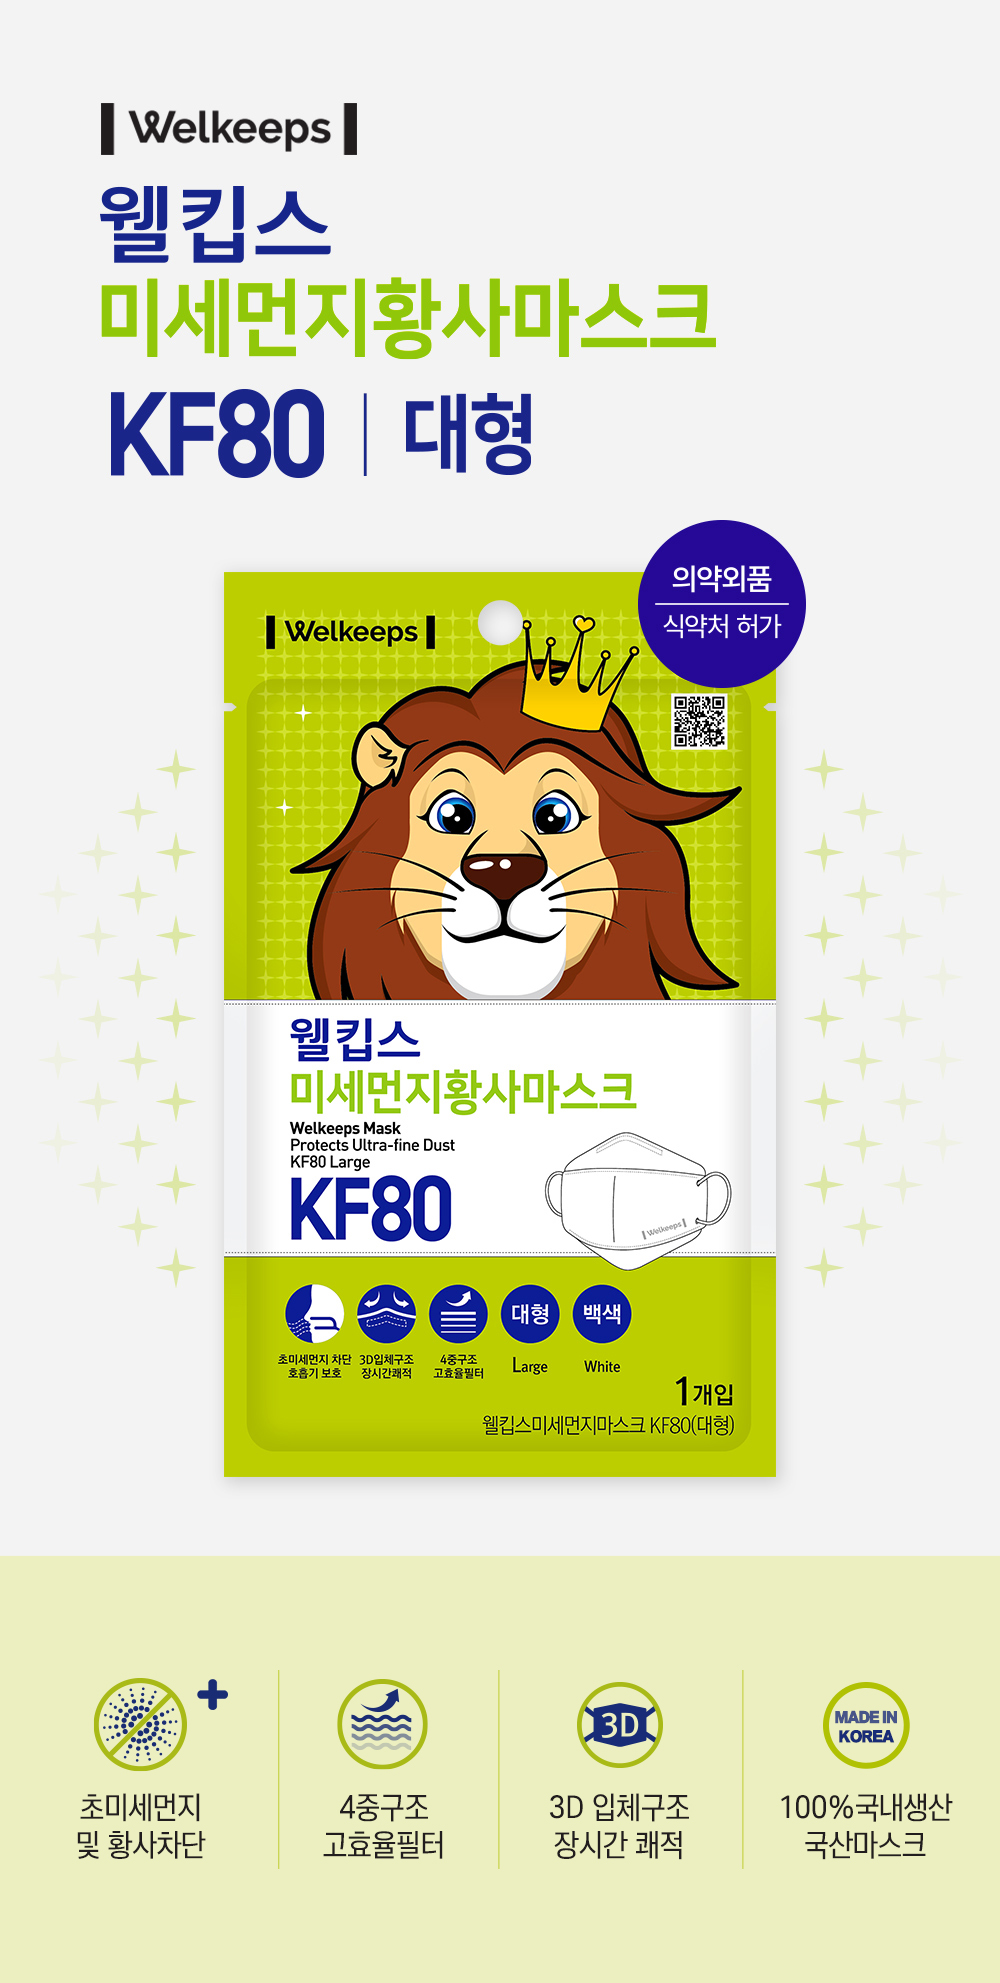 Welkeeps
웰킵스
미세먼지황사마스크
KF80 | 대형
의약외품
식약처 허가
Welkeeps
웰킵스
미세먼지황사마스크
Welkeeps Mask
Protects Ultra-fine Dust
KF80 Large
KF80
Welkeeps
대형
백색
초미세먼지 차단
호흡기 보호
3D입체구조
장시간쾌적
4중구조
고효율필터
Large
White
1개입
웰킵스미세먼지마스크 KF80(대형)
초미세먼지
및 황사차단
4중구조
고효율필터
3D
3D 입체구조
장시간 쾌적
MADE IN
KOREA
100%국내생산
국산마스크